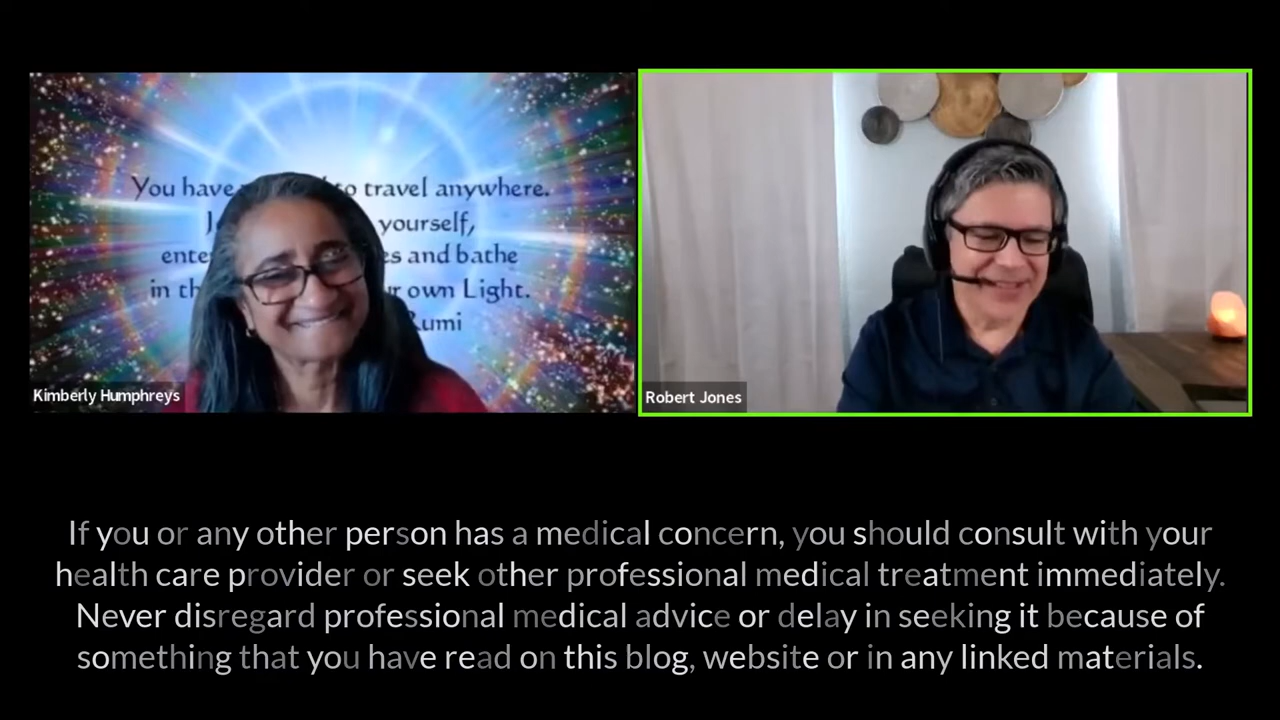 You have to travel anywhere.
yourself,
and bathe
in own Light.
Rumi
Kimberly Humphreys
Robert Jones
If you or any other person has a medical concern, you should consult with your
health care provider or seek other professional medical treatment immediately.
Never disregard professional medical advice or delay in seeking it because of
something that you have read on this blog, website or in any linked materials.